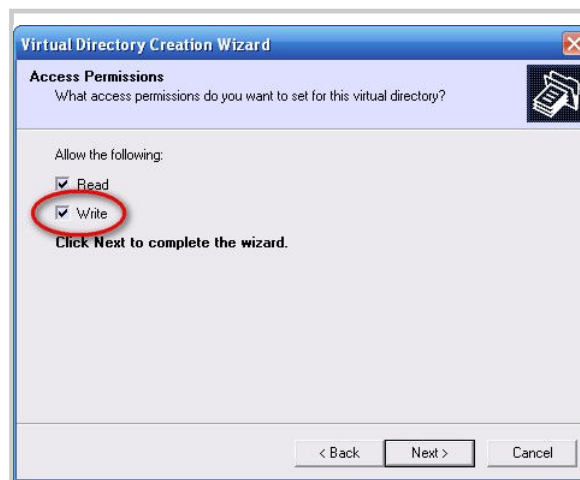 Virtual Directory Creation Wizard
Access Permissions
What access permissions do you want to set for this virtual directory?
Allow the following:
Read
Write
Click Next to complete the wizard.
< Back
Next >
Cancel